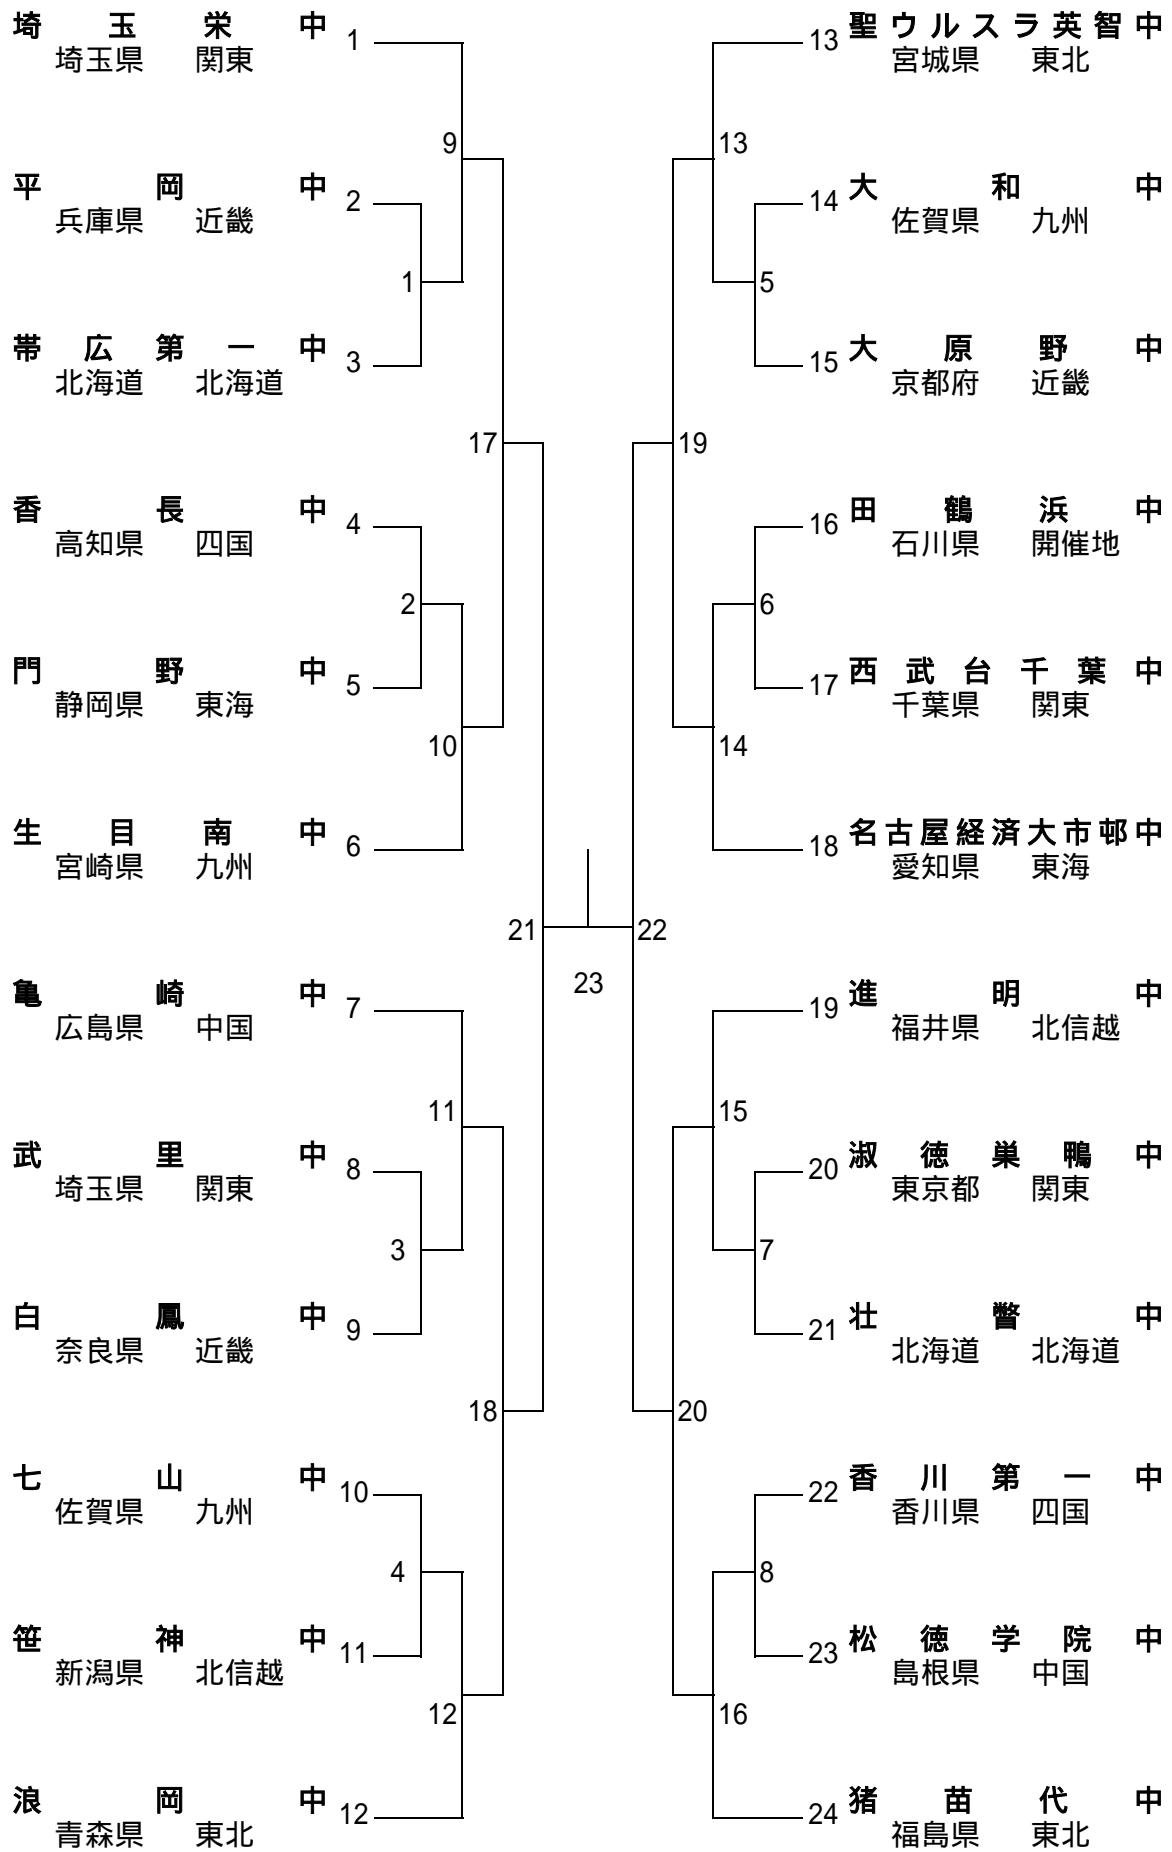 埼玉栄中 1
埼玉県 関東
9
平岡中 2
兵庫県 近畿
1
帯広第一中 3
北海道 北海道
17
香長中 4
高知県 四国
2
門野中 5
静岡県 東海
10
生目南中 6
宮崎県 九州
21
亀崎中 7
広島県 中国
11
武里中 8
埼玉県 関東
3
白鳳中 9
奈良県 近畿
18
七山中 10
佐賀県 九州
4
笹神中 11
新潟県 北信越
12
浪岡中 12
青森県 東北
23
13 聖ウルスラ英智中
宮城県 東北
13
14 大和中
佐賀県 九州
5
15 大原野中
京都府 近畿
19
16 田鶴浜中
石川県 開催地
6
17 西武台千葉中
千葉県 関東
14
18 名古屋経済大市邨中
愛知県 東海
22
19 進明中
福井県 北信越
15
20 淑徳巣鴨中
東京都 関東
7
21 壮瞥中
北海道 北海道
20
22 香川第一中
香川県 四国
8
23 松徳学院中
島根県 中国
16
24 猪苗代中
福島県 東北